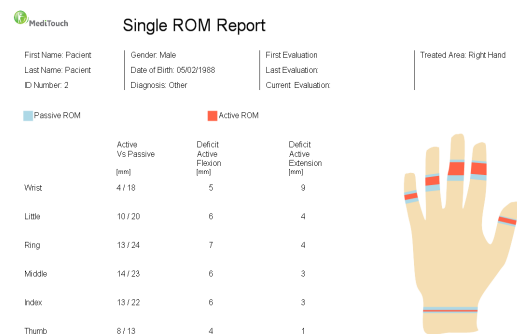 MediTouch
Single ROM Report
First Name: Pacient
Gender: Male
First Evaluation
Treated Area: Right Hand
Last Name: Pacient
Date of Birth: 05/02/1988
Last Evaluation:
ID Number: 2
Diagnosis: Other
Current Evaluation:
Passive ROM
Active ROM
Active Vs Passive [mm]
Deficit Active Flexion [mm]
Deficit Active Extension [mm]
Wrist 4 / 18 5 9
Little 10 / 20 6 4
Ring 13 / 24 7 4
Middle 14 / 23 6 3
Index 13 / 22 6 3
Thumb 8 / 13 4 1